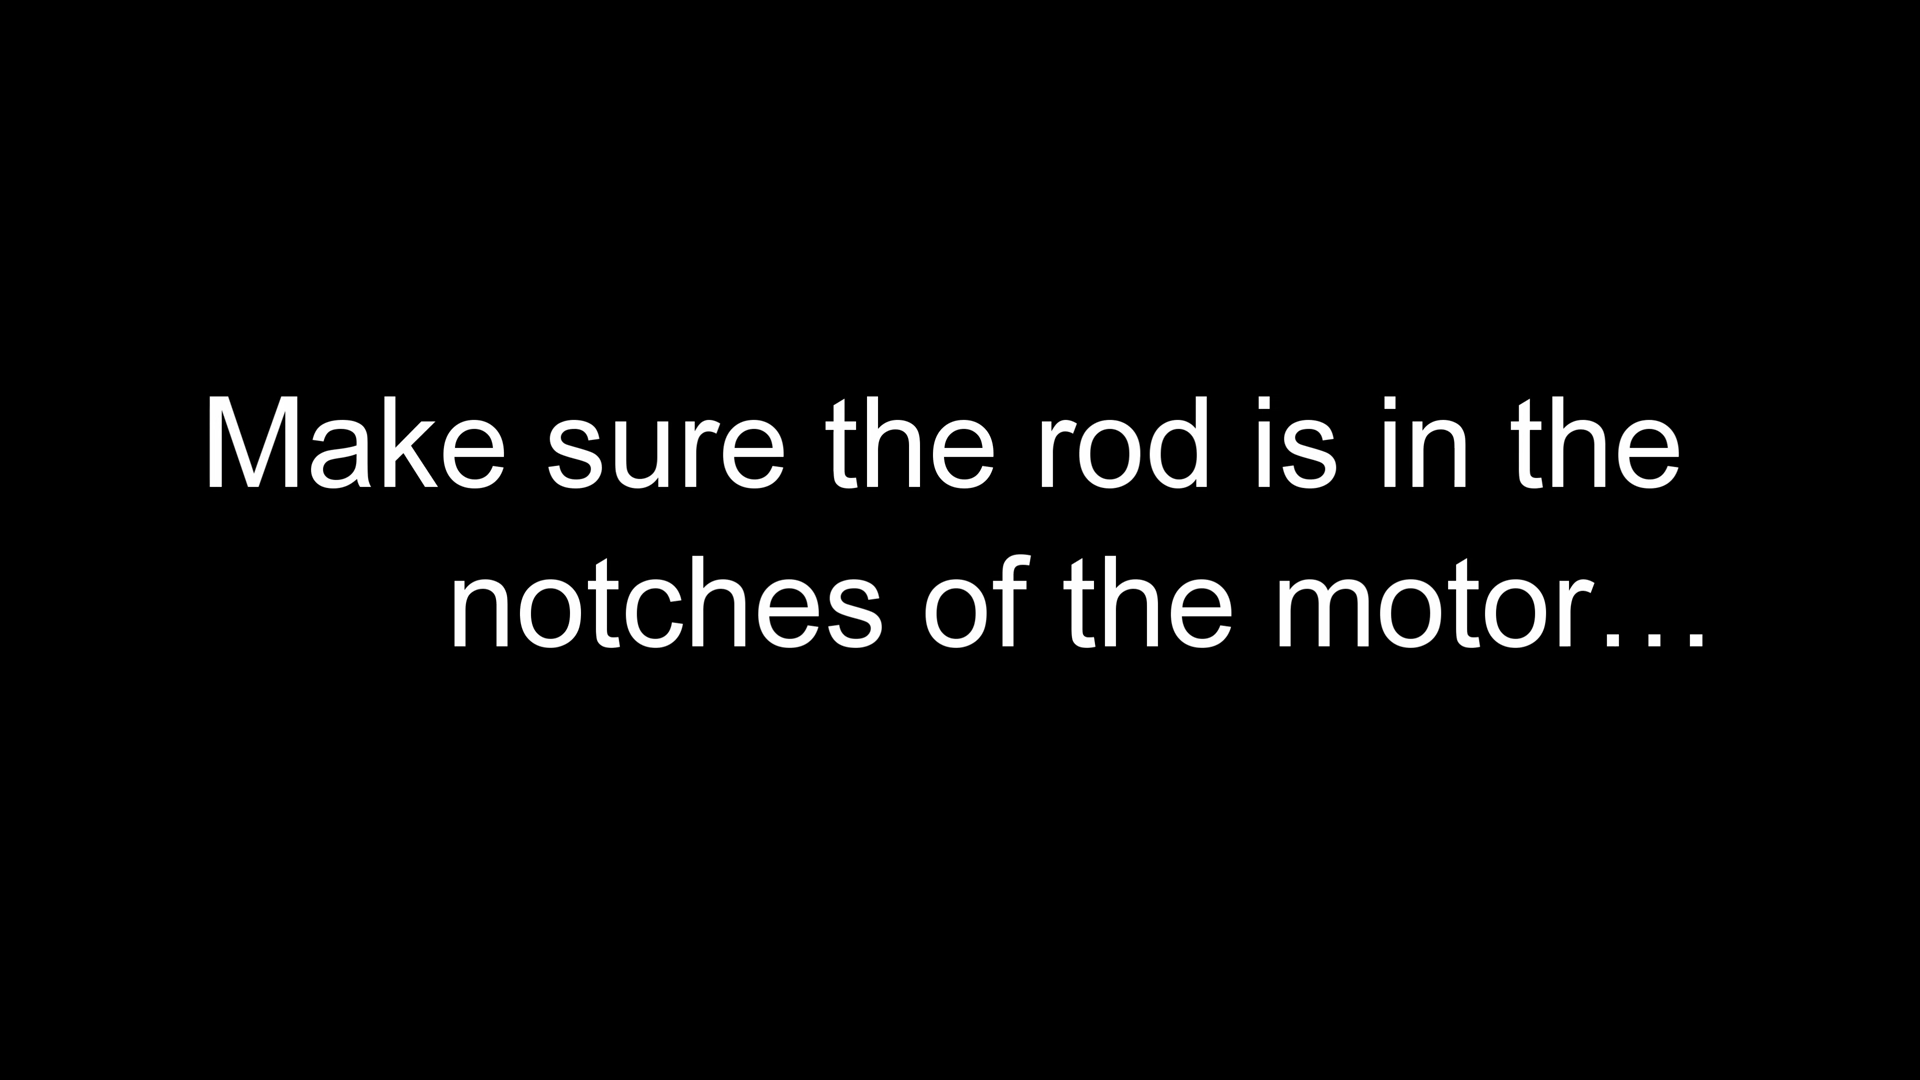 Make sure the rod is in the
notches of the motor…